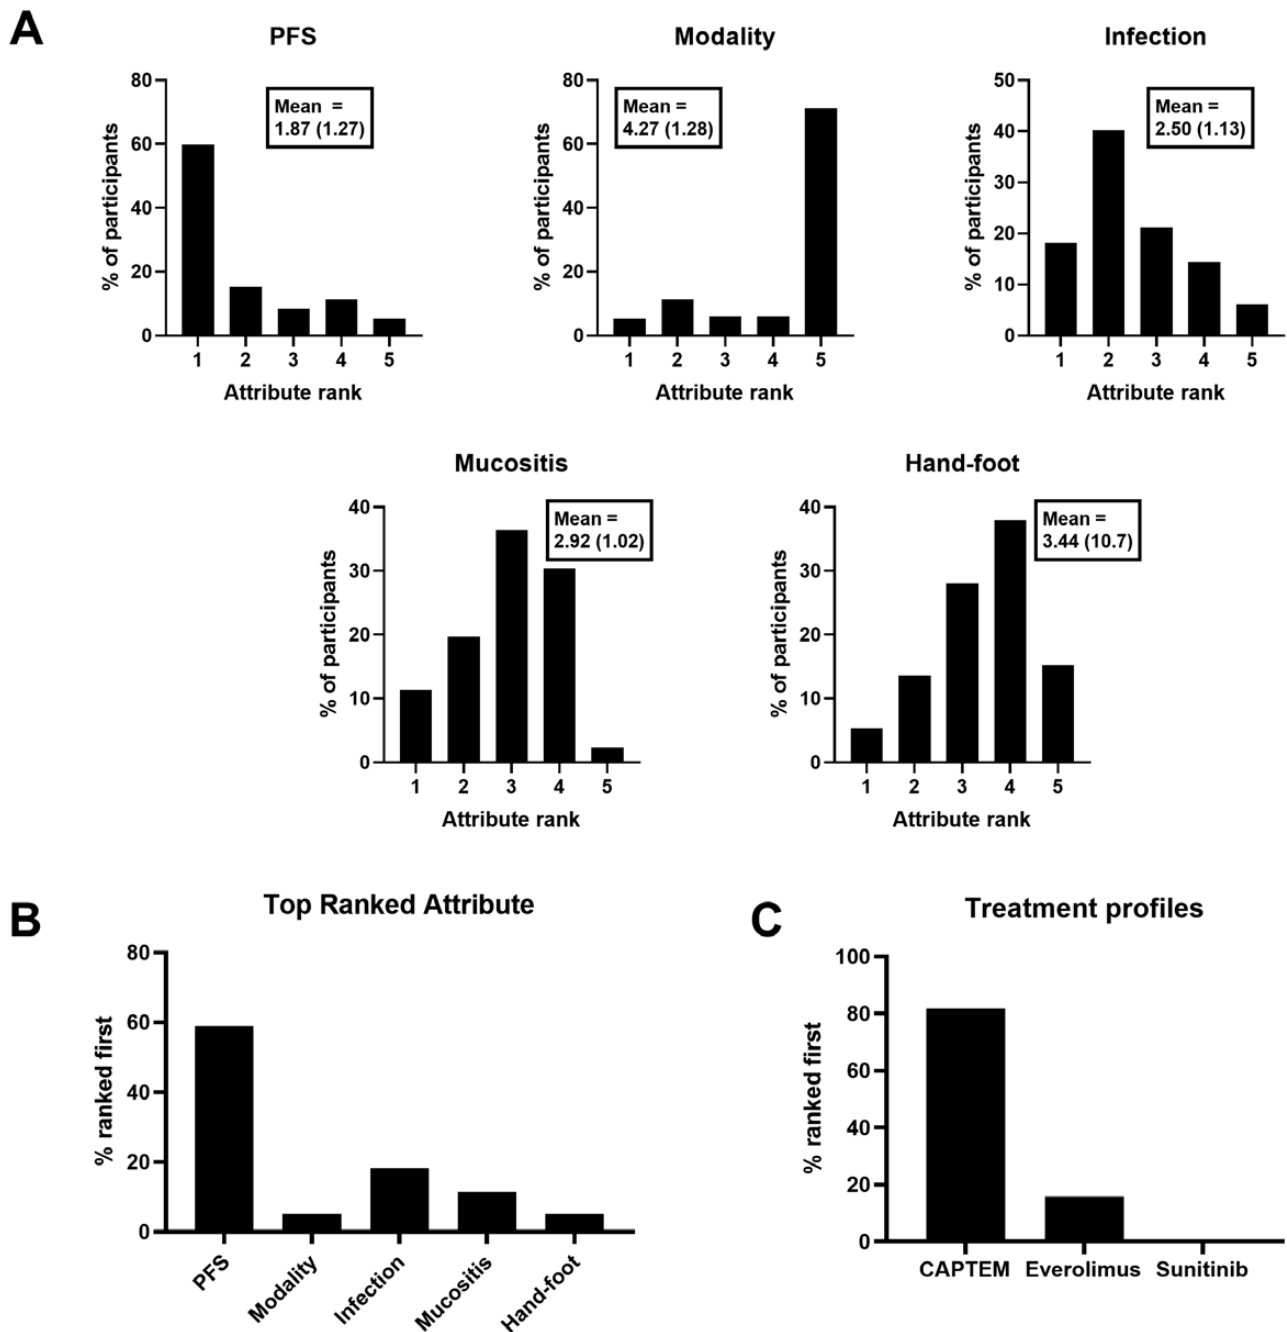 A
PFS
80
60
40
20
0
% of participants
Mean =
1.87 (1.27)
1 2 3 4 5
Attribute rank
Modality
80
60
40
20
0
% of participants
Mean =
4.27 (1.28)
1 2 3 4 5
Attribute rank
Infection
50
40
30
20
10
0
% of participants
Mean =
2.50 (1.13)
1 2 3 4 5
Attribute rank
Mucositis
40
30
20
10
0
% of participants
Mean =
2.92 (1.02)
1 2 3 4 5
Attribute rank
Hand-foot
40
30
20
10
0
% of participants
Mean =
3.44 (10.7)
1 2 3 4 5
Attribute rank
B
Top Ranked Attribute
80
60
40
20
0
% ranked first
PFS
Modality
Infection
Mucositis
Hand-foot
C
Treatment profiles
100
80
60
40
20
0
% ranked first
CAPTEM Everolimus Sunitinib